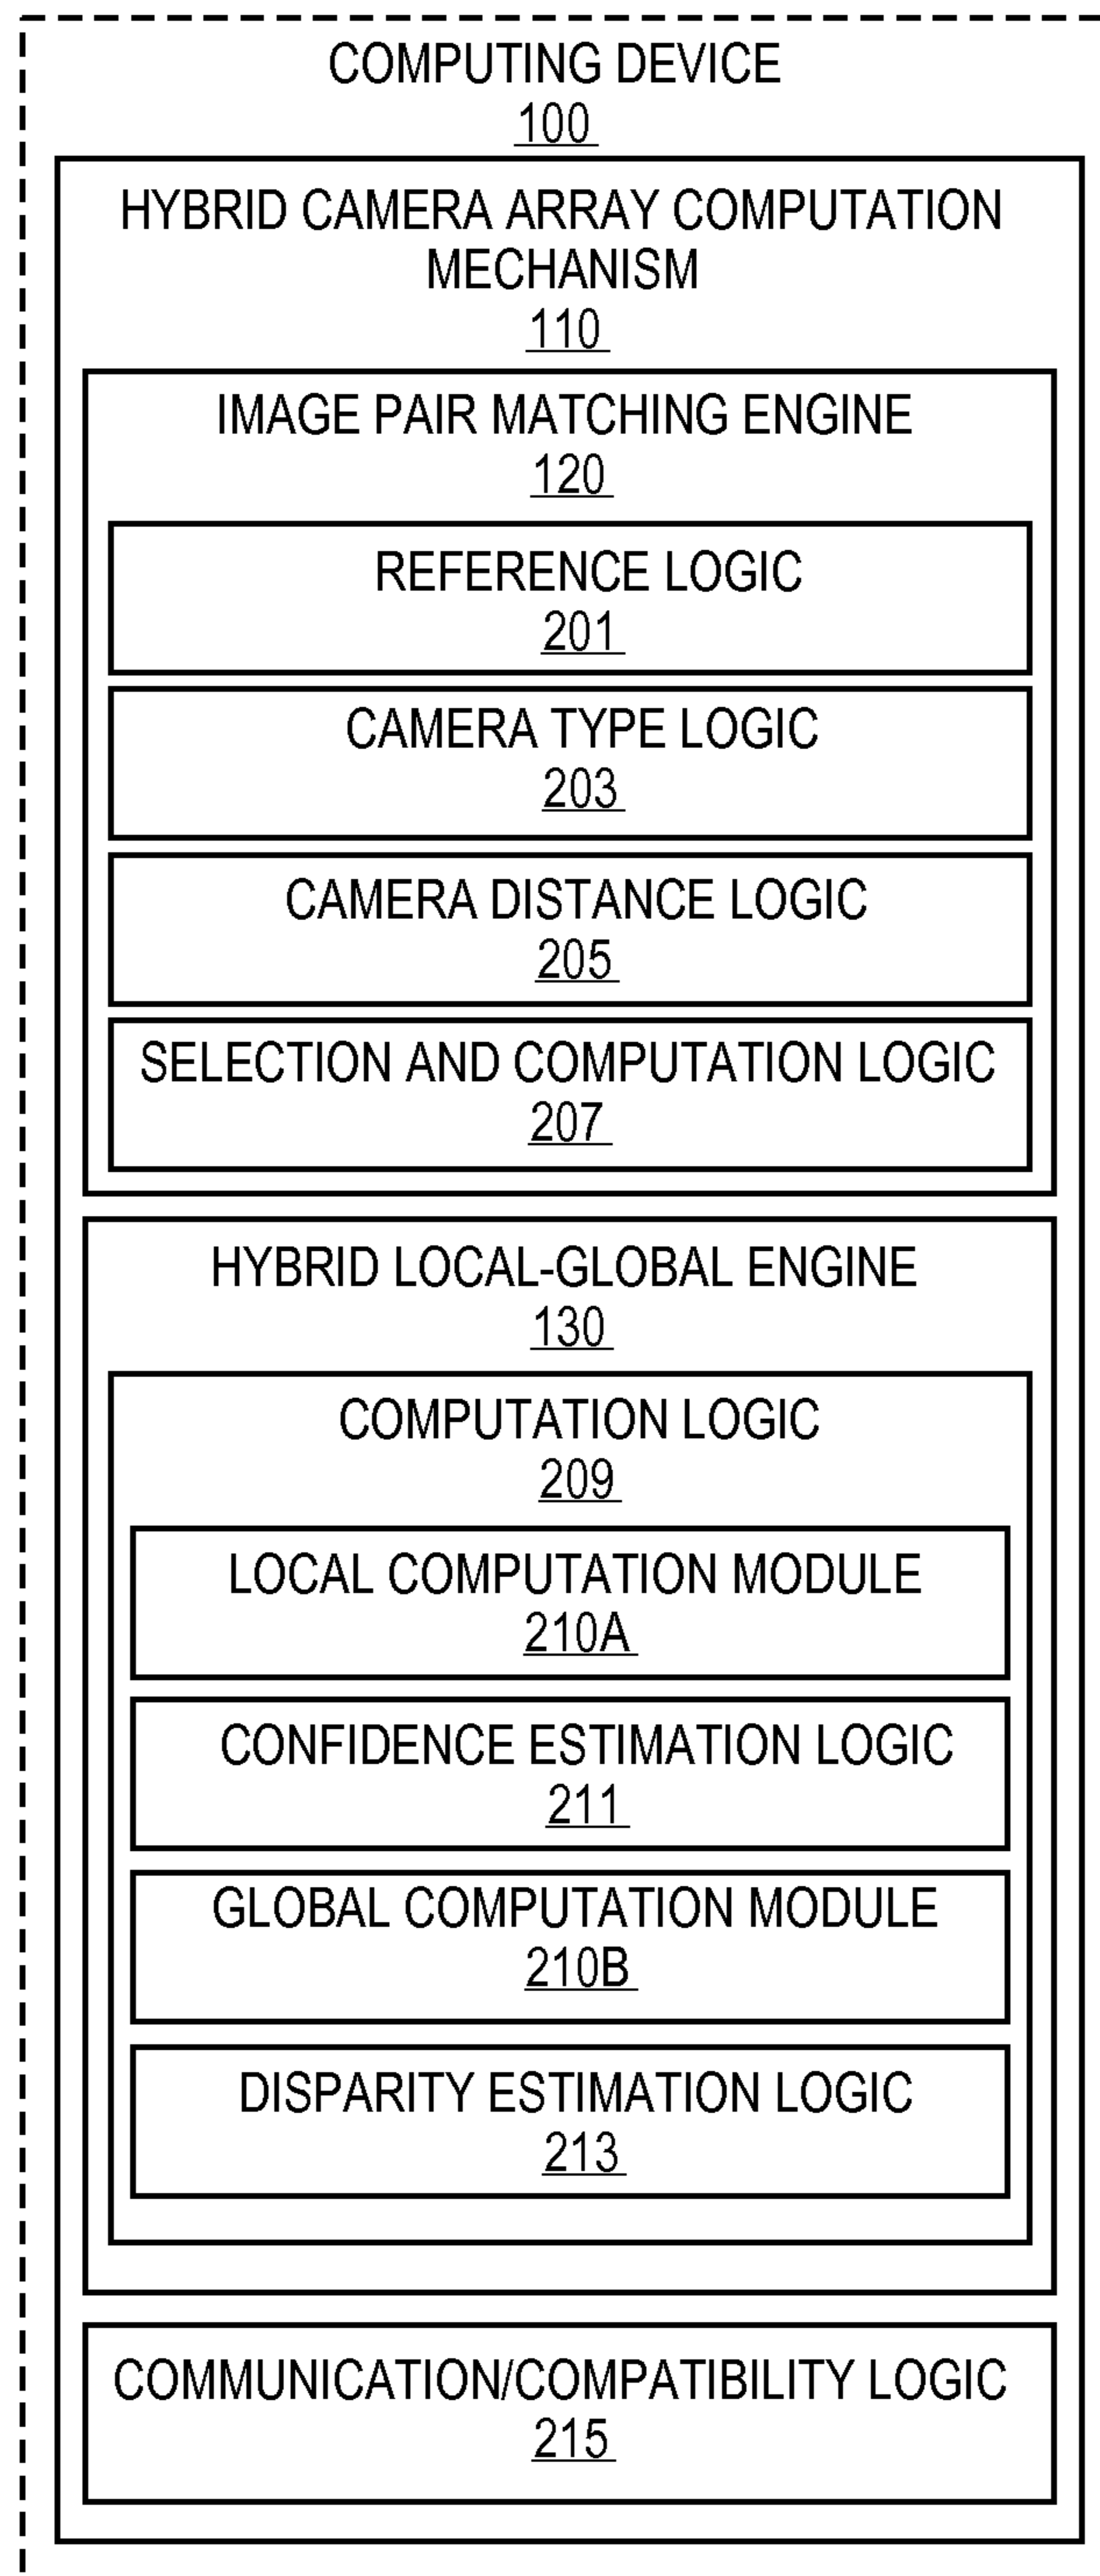 COMPUTING DEVICE
100
HYBRID CAMERA ARRAY COMPUTATION
MECHANISM
110
IMAGE PAIR MATCHING ENGINE
120
REFERENCE LOGIC
201
CAMERA TYPE LOGIC
203
CAMERA DISTANCE LOGIC
205
SELECTION AND COMPUTATION LOGIC
207
HYBRID LOCAL-GLOBAL ENGINE
130
COMPUTATION LOGIC
209
LOCAL COMPUTATION MODULE
210A
CONFIDENCE ESTIMATION LOGIC
211
GLOBAL COMPUTATION MODULE
210B
DISPARITY ESTIMATION LOGIC
213
COMMUNICATION/COMPATIBILITY LOGIC
215